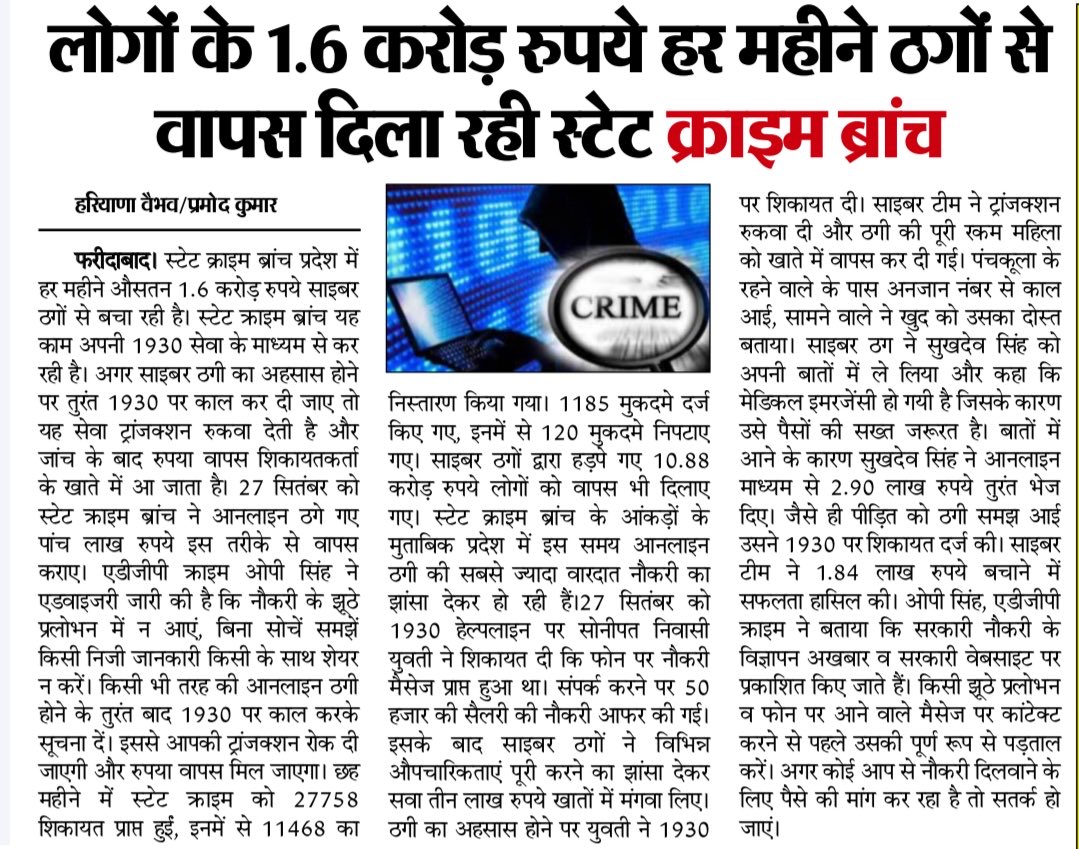 लोगों के 1.6 करोड़ रुपये हर महीने ठगों से
वापस दिला रही स्टेट क्राइम ब्रांच
हरियाणा वैभव/प्रमोद कुमार
फरीदाबाद। स्टेट क्राइम ब्रांच प्रदेश में
हर महीने औसतन 1.6 करोड़ रुपये साइबर
ठगों से बचा रही है। स्टेट क्राइम ब्रांच यह
काम अपनी 1930 सेवा के माध्यम से कर
रही है। अगर साइबर ठगी का अहसास होने
पर तुरंत 1930 पर काल कर दी जाए तो
यह सेवा ट्रांजक्शन रुकवा देती है और
जांच के बाद रुपया वापस शिकायतकर्ता
के खाते में आ जाता है। 27 सितंबर को
स्टेट क्राइम ब्रांच ने आनलाइन ठगे गए
पांच लाख रुपये इस तरीके से वापस
कराए। एडीजीपी क्राइम ओपी सिंह ने
एडवाइजरी जारी की है कि नौकरी के झूठे
प्रलोभन में न आएं, बिना सोचें समझें
किसी निजी जानकारी किसी के साथ शेयर
न करें। किसी भी तरह की आनलाइन ठगी
होने के तुरंत बाद 1930 पर काल करके
सूचना दें। इससे आपकी ट्रांजक्शन रोक दी
जाएगी और रुपया वापस मिल जाएगा। छह
महीने में स्टेट क्राइम को 27758
शिकायत प्राप्त हुईं, इनमें से 11468 का
CRIME
निस्तारण किया गया। 1185 मुकदमे दर्ज
किए गए, इनमें से 120 मुकदमे निपटाए
गए। साइबर ठगों द्वारा हड़पे गए 10.88
करोड़ रुपये लोगों को वापस भी दिलाए
गए। स्टेट क्राइम ब्रांच के आंकड़ों के
मुताबिक प्रदेश में इस समय आनलाइन
ठगी की सबसे ज्यादा वारदात नौकरी का
झांसा देकर हो रही हैं।27 सितंबर को
1930 हेल्पलाइन पर सोनीपत निवासी
युवती ने शिकायत दी कि फोन पर नौकरी
मैसेज प्राप्त हुआ था। संपर्क करने पर 50
हजार की सैलरी की नौकरी आफर की गई।
इसके बाद साइबर ठगों ने विभिन्न
औपचारिकताएं पूरी करने का झांसा देकर
सवा तीन लाख रुपये खातों में मंगवा लिए।
ठगी का अहसास होने पर युवती ने 1930
पर शिकायत दी। साइबर टीम ने ट्रांजक्शन
रुकवा दी और ठगी की पूरी रकम महिला
को खाते में वापस कर दी गई। पंचकूला के
रहने वाले के पास अनजान नंबर से काल
आई, सामने वाले ने खुद को उसका दोस्त
बताया। साइबर ठग ने सुखदेव सिंह को
अपनी बातों में ले लिया और कहा कि
मेडिकल इमरजेंसी हो गयी है जिसके कारण
उसे पैसों की सख्त जरूरत है। बातों में
आने के कारण सुखदेव सिंह ने आनलाइन
माध्यम से 2.90 लाख रुपये तुरंत भेज
दिए। जैसे ही पीड़ित को ठगी समझ आई
उसने 1930 पर शिकायत दर्ज की। साइबर
टीम ने 1.84 लाख रुपये बचाने में
सफलता हासिल की। ओपी सिंह, एडीजीपी
क्राइम ने बताया कि सरकारी नौकरी के
विज्ञापन अखबार व सरकारी वेबसाइट पर
प्रकाशित किए जाते हैं। किसी झूठे प्रलोभन
व फोन पर आने वाले मैसेज पर कांटेक्ट
करने से पहले उसकी पूर्ण रूप से पड़ताल
करें। अगर कोई आप से नौकरी दिलवाने के
लिए पैसे की मांग कर रहा है तो सतर्क हो
जाएं।